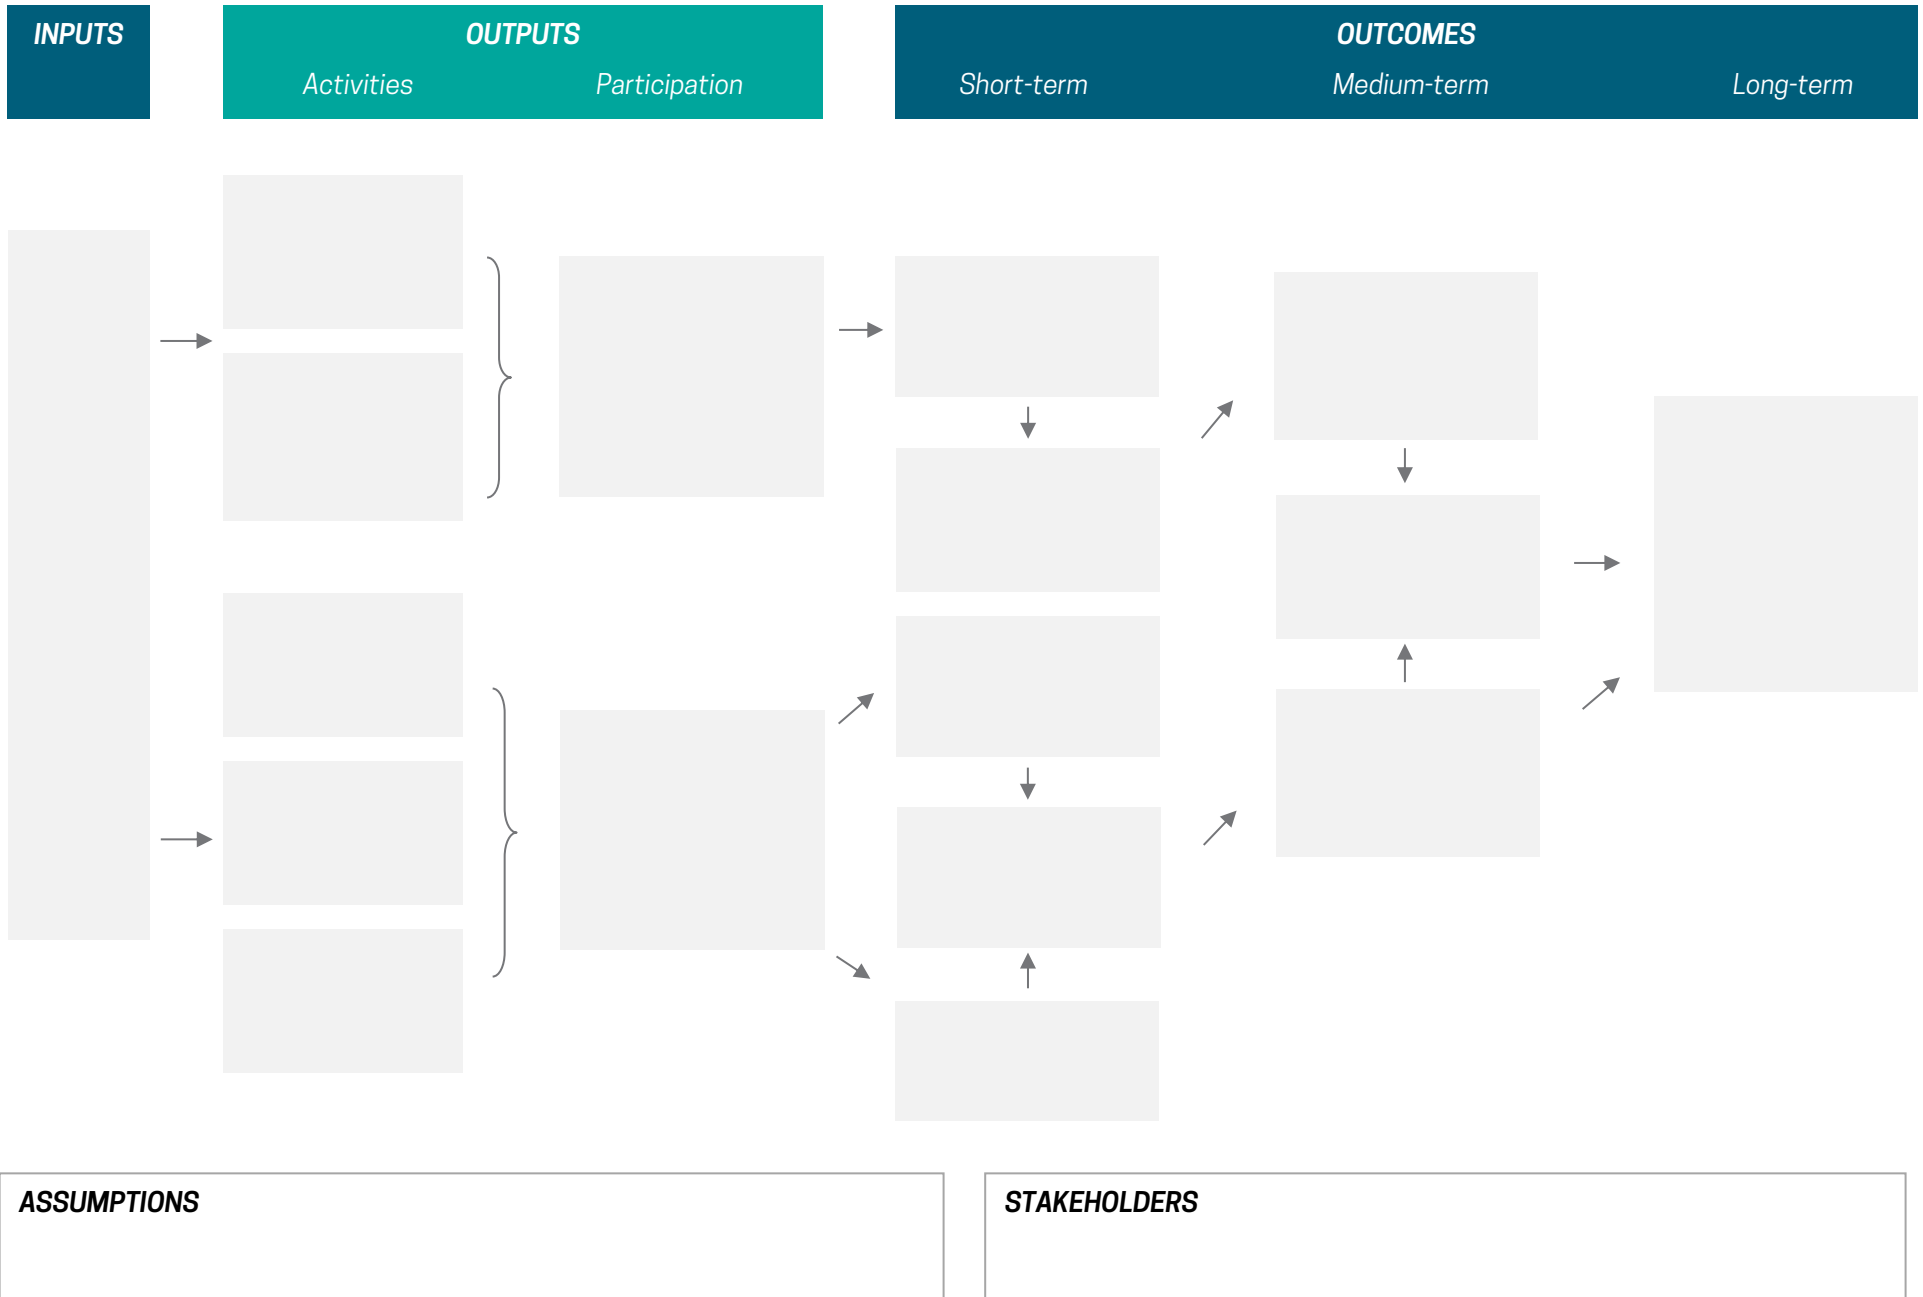 INPUTS
OUTPUTS
Activities
Participation
OUTCOMES
Short-term
Medium-term
Long-term
ASSUMPTIONS
STAKEHOLDERS